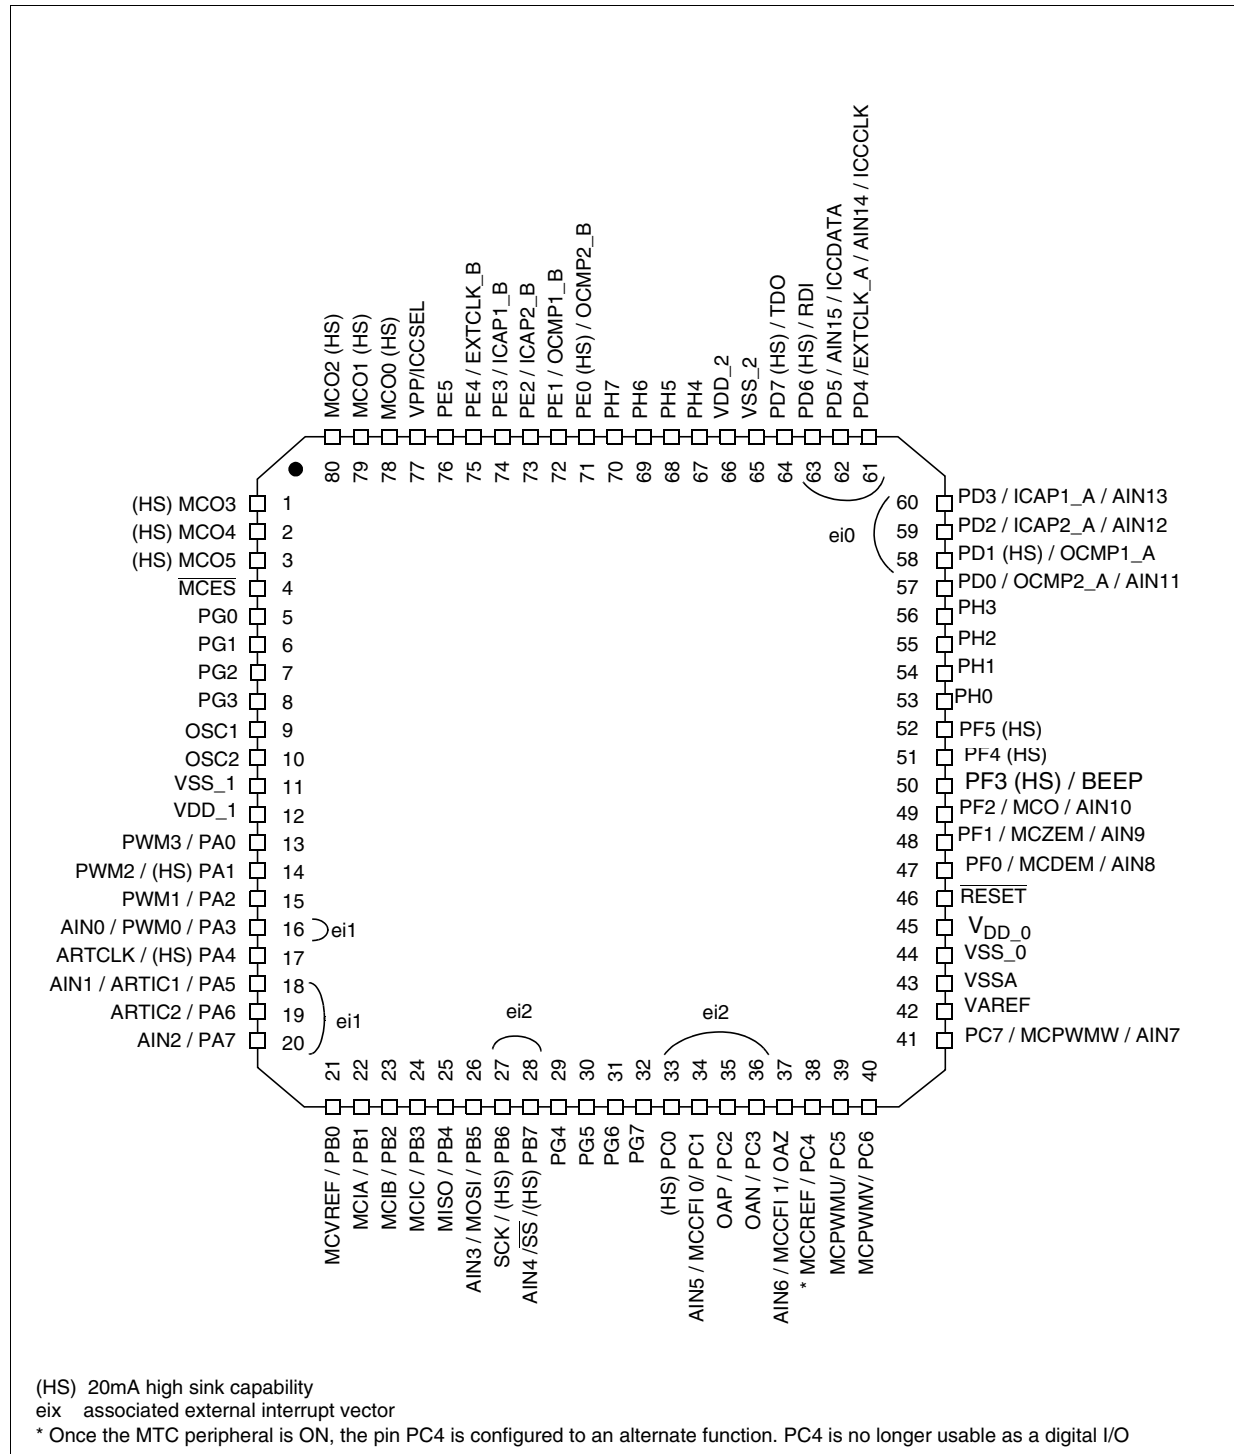 MCO2 (HS)
MCO1 (HS)
MCO0 (HS)
VPP/ICCSEL
PE5
PE4 / EXTCLK_B
PE3 / ICAP1_B
PE2 / ICAP2_B
PE1 / OCMP1_B
PE0 (HS) / OCMP2_B
PH7
PH6
PH5
PH4
VDD_2
VSS_2
PD7 (HS) / TDO
PD6 (HS) / RDI
PD5 / AIN15 / ICCDATA
PD4 /EXTCLK_A / AIN14 / ICCCLK
80
79
78
77
76
75
74
73
72
71
70
69
68
67
66
65
64
63
62
61
(HS) MCO3 1
(HS) MCO4 2
(HS) MCO5 3
MCES 4
PG0 5
PG1 6
PG2 7
PG3 8
OSC1 9
OSC2 10
VSS_1 11
VDD_1 12
PWM3 / PA0 13
PWM2 / (HS) PA1 14
PWM1 / PA2 15
AIN0 / PWM0 / PA3 16 ei1
ARTCLK / (HS) PA4 17
AIN1 / ARTIC1 / PA5 18
ARTIC2 / PA6 19
ei1
AIN2 / PA7 20
ei0
60 PD3 / ICAP1_A / AIN13
59 PD2 / ICAP2_A / AIN12
58 PD1 (HS) / OCMP1_A
57 PD0 / OCMP2_A / AIN11
56 PH3
55 PH2
54 PH1
53 PH0
52 PF5 (HS)
51 PF4 (HS)
50 PF3 (HS) / BEEP
49 PF2 / MCO / AIN10
48 PF1 / MCZEM / AIN9
47 PF0 / MCDEM / AIN8
46 RESET
45 VDD_0
44 VSS_0
43 VSSA
42 VAREF
41 PC7 / MCPWMW / AIN7
ei2
ei2
21
22
23
24
25
26
27
28
29
30
31
32
33
34
35
36
37
38
39
40
MCVREF / PB0
MCIA / PB1
MCIB / PB2
MCIC / PB3
MISO / PB4
AIN3 / MOSI / PB5
SCK / (HS) PB6
AIN4 /SS /(HS) PB7
PG4
PG5
PG6
PG7
(HS) PC0
AIN5 / MCCFI 0/ PC1
OAP / PC2
OAN / PC3
AIN6 / MCCFI 1/ OAZ
* MCCREF / PC4
MCPWMU/ PC5
MCPWMV/ PC6
(HS) 20mA high sink capability
eix associated external interrupt vector
* Once the MTC peripheral is ON, the pin PC4 is configured to an alternate function. PC4 is no longer usable as a digital I/O